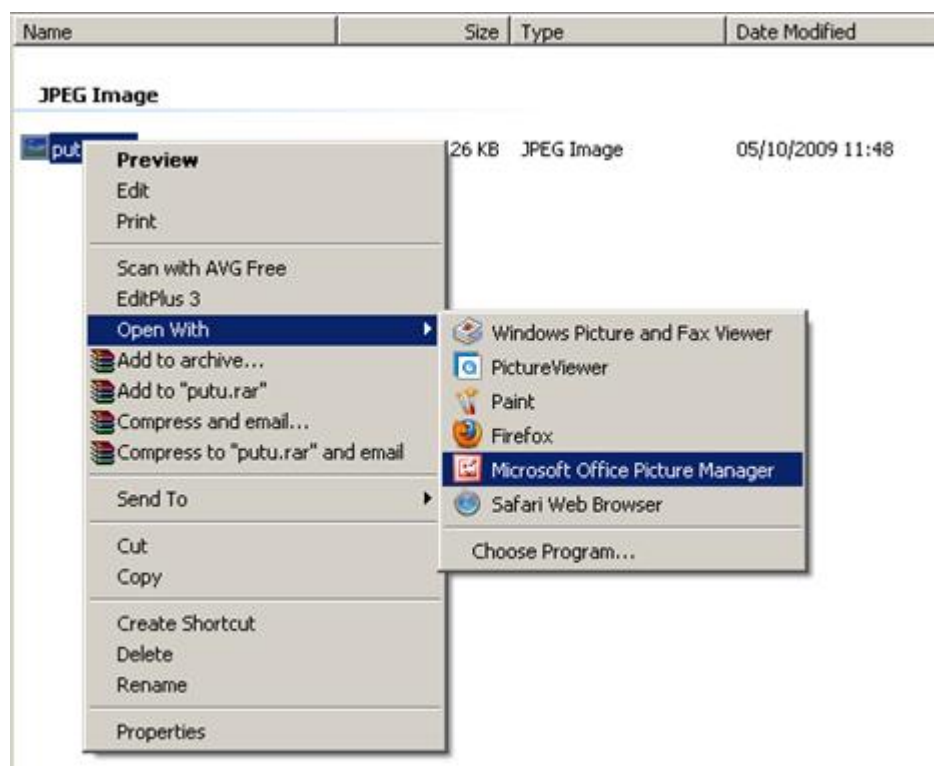 Name Size Type Date Modified
JPEG Image
put 26 KB JPEG Image 05/10/2009 11:48
Preview
Edit
Print
Scan with AVG Free
EditPlus 3
Open With
Add to archive...
Add to "putu.rar"
Compress and email...
Compress to "putu.rar" and email
Send To
Cut
Copy
Create Shortcut
Delete
Rename
Properties
Windows Picture and Fax Viewer
PictureViewer
Paint
Firefox
Microsoft Office Picture Manager
Safari Web Browser
Choose Program...